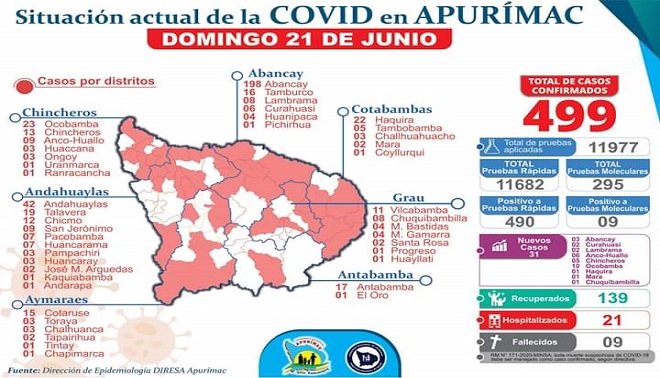 Situación actual de la COVID en APURÍMAC
DOMINGO 21 DE JUNIO
Casos por distritos
Chincheros
23 Ocobamba
13 Chincheros
09 Anco-Huallo
03 Huaccana
03 Ongoy
01 Uranmarca
01 Ranracancha
Andahuaylas
42 Andahuaylas
19 Talavera
12 Chicmo
09 San Jerónimo
07 Pacobamba
07 Huancarama
03 Pampachiri
03 Huancaray
02 José M. Arguedas
01 Kaquiabamba
01 Andarapa
Aymaraes
15 Cotaruse
03 Toraya
03 Chalhuanca
02 Tapairihua
01 Tintay
01 Chapimarca
Abancay
198 Abancay
16 Tamburco
08 Lambrama
06 Curahuasi
04 Huanipaca
01 Pichirhua
Cotabambas
22 Haquira
05 Tambobamba
03 Challhuahuacho
02 Mara
01 Coyllurqui
Grau
11 Vilcabamba
08 Chuquibambilla
04 M. Bastidas
04 M. Gamarra
02 Santa Rosa
01 Progreso
01 Huayllati
Antabamba
17 Antabamba
01 El Oro
TOTAL DE CASOS
CONFIRMADOS
499
Total de pruebas
aplicadas
11977
TOTAL
Pruebas Rápidas
11682
TOTAL
Pruebas Moleculares
295
Positivo a
Pruebas Rápidas
490
Positivo a
Pruebas Moleculares
09
Nuevos
Casos
31
03 Abancay
02 Curahuasi
02 Lambrama
06 Anco-Huallo
05 Chincheros
10 Ocobamba
01 Haquira
01 Mara
01 Chuquibambilla
Recuperados 139
Hospitalizados 21
Fallecidos 09
RM N° 171-2020-MINSA, toda muerte sospechosa de COVID-19
debe ser manejado como caso confirmado, según directiva.
APURIMAC
Fuente: Dirección de Epidemiología DIRESA Apurímac